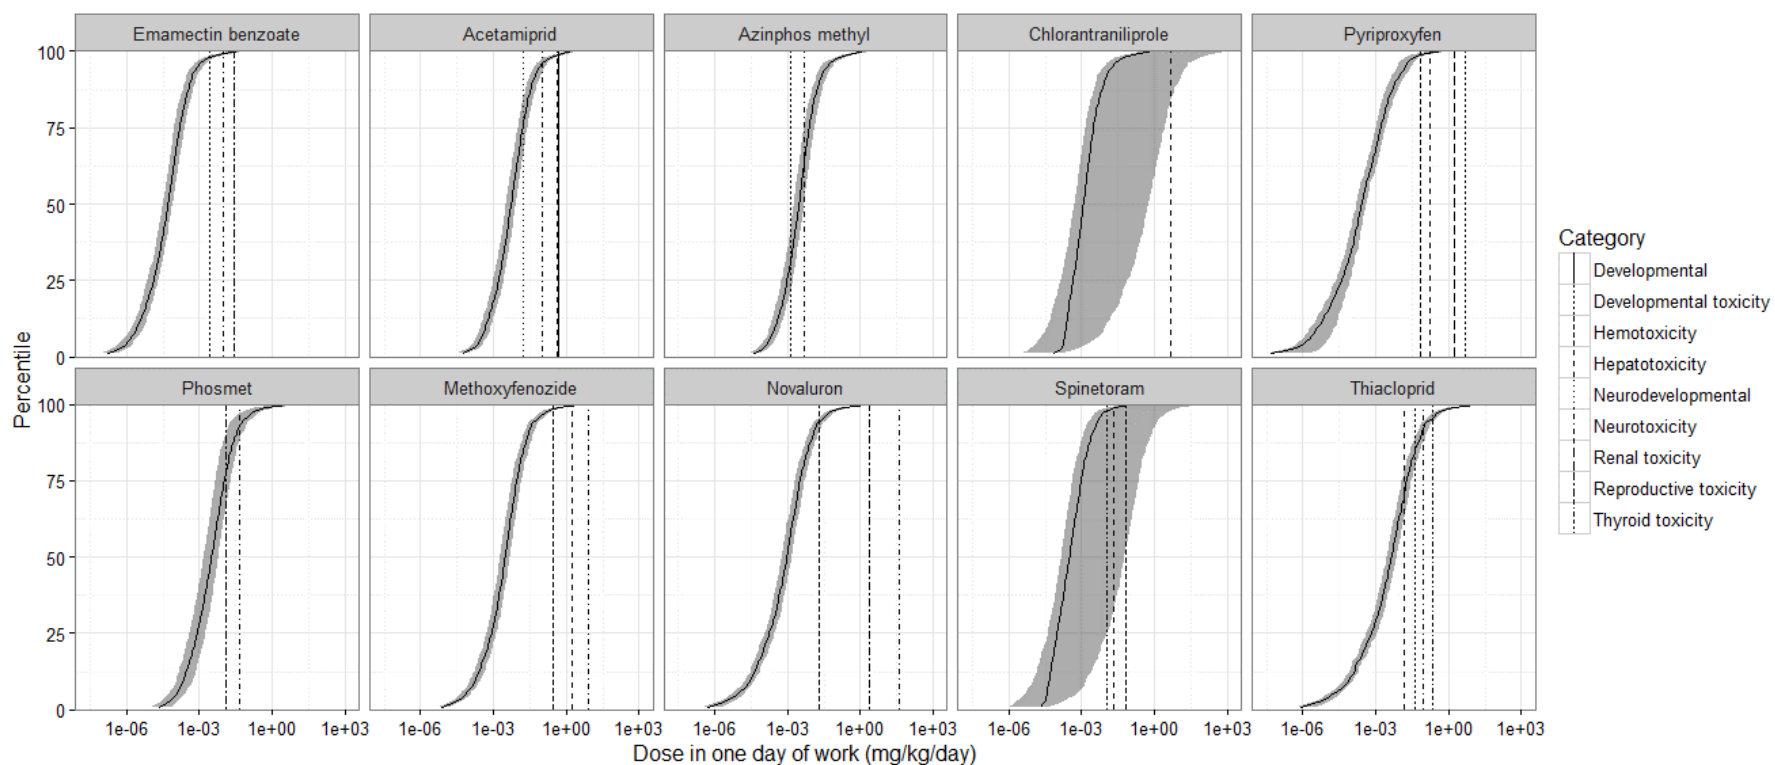 Emamectin benzoate
Acetamiprid
Azinphos methyl
Chlorantraniliprole
Pyriproxyfen
100
75
50
25
0
Phosmet
Methoxyfenozide
Novaluron
Spinetoram
Thiacloprid
100
75
50
25
0
Percentile
1e-06 1e-03 1e+00 1e+03
1e-06 1e-03 1e+00 1e+03
1e-06 1e-03 1e+00 1e+03
1e-06 1e-03 1e+00 1e+03
1e-06 1e-03 1e+00 1e+03
Dose in one day of work (mg/kg/day)
Category
Developmental
Developmental toxicity
Hemotoxicity
Hepatotoxicity
Neurodevelopmental
Neurotoxicity
Renal toxicity
Reproductive toxicity
Thyroid toxicity